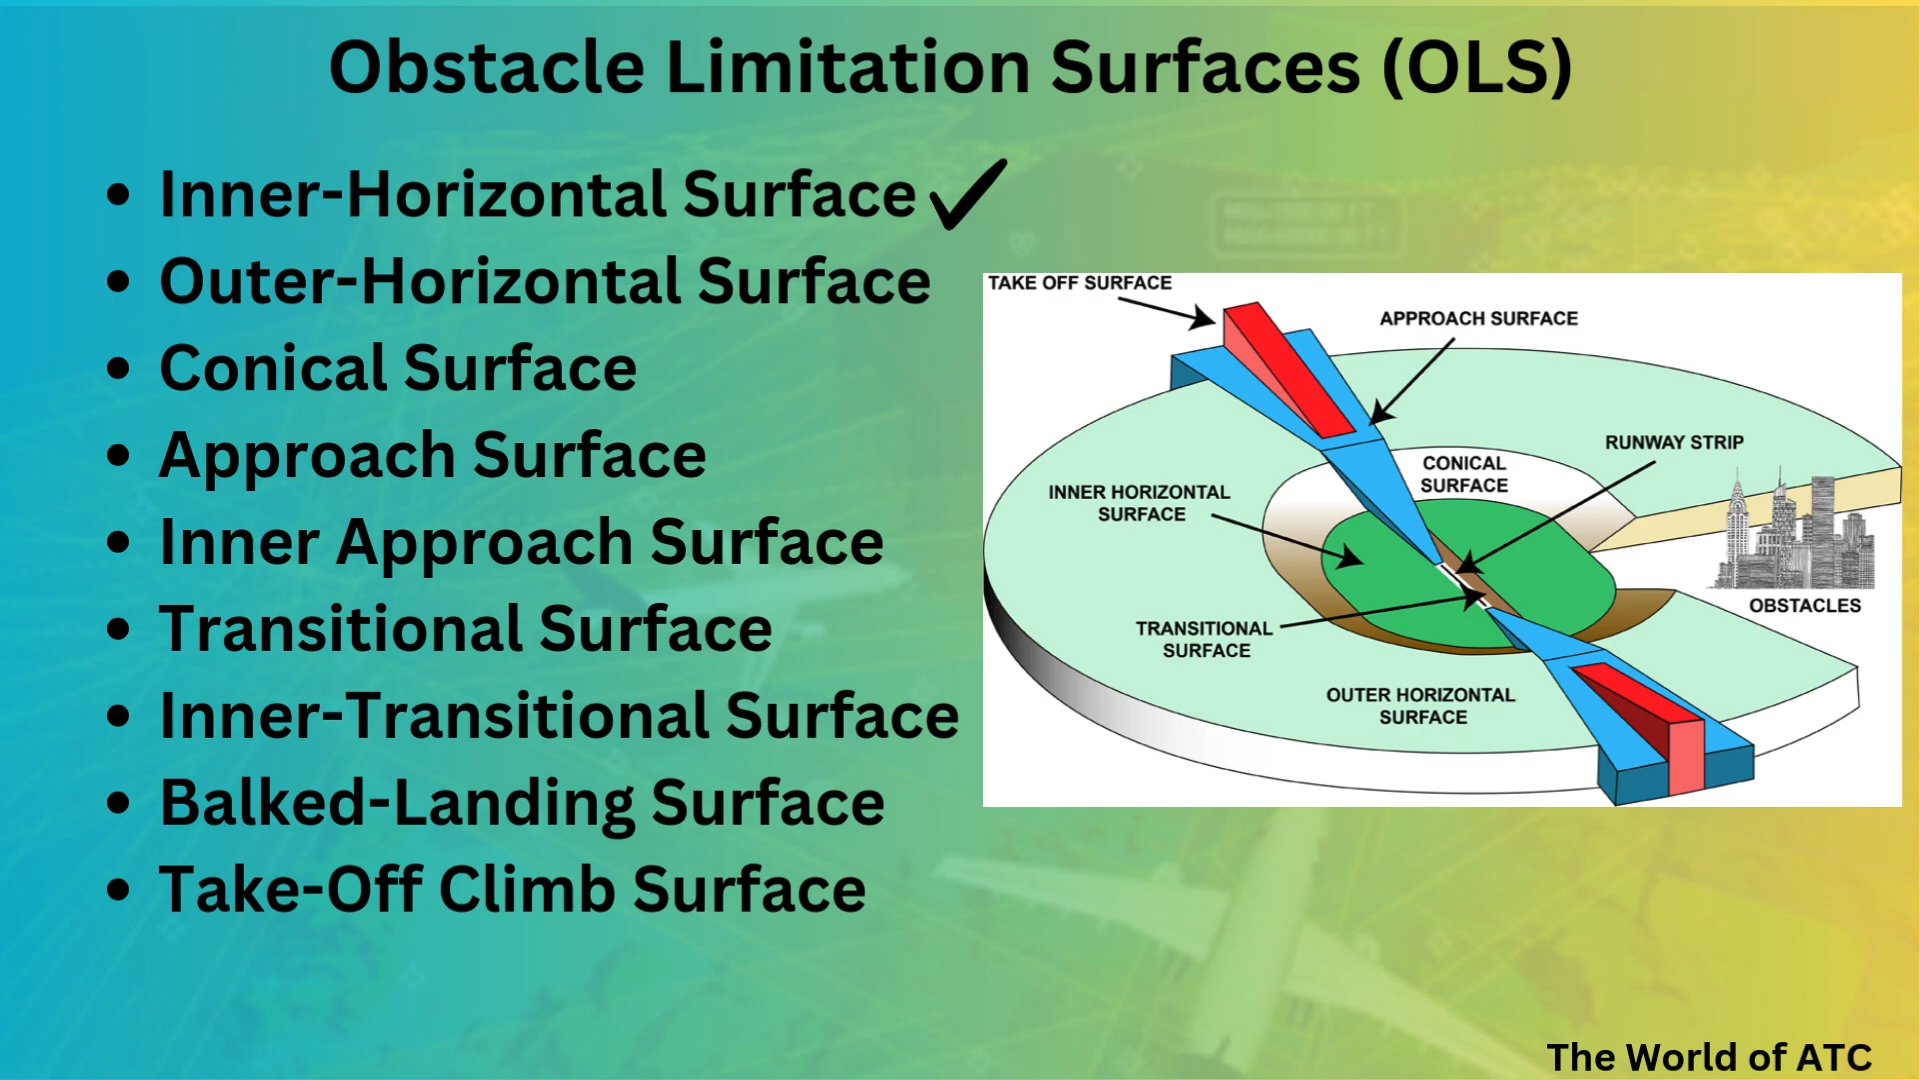 Obstacle Limitation Surfaces (OLS)
• Inner-Horizontal Surface ✓
• Outer-Horizontal Surface
• Conical Surface
• Approach Surface
• Inner Approach Surface
• Transitional Surface
• Inner-Transitional Surface
• Balked-Landing Surface
• Take-Off Climb Surface
TAKE OFF SURFACE
APPROACH SURFACE
RUNWAY STRIP
CONICAL
SURFACE
INNER HORIZONTAL
SURFACE
OBSTACLES
TRANSITIONAL
SURFACE
OUTER HORIZONTAL
SURFACE
The World of ATC